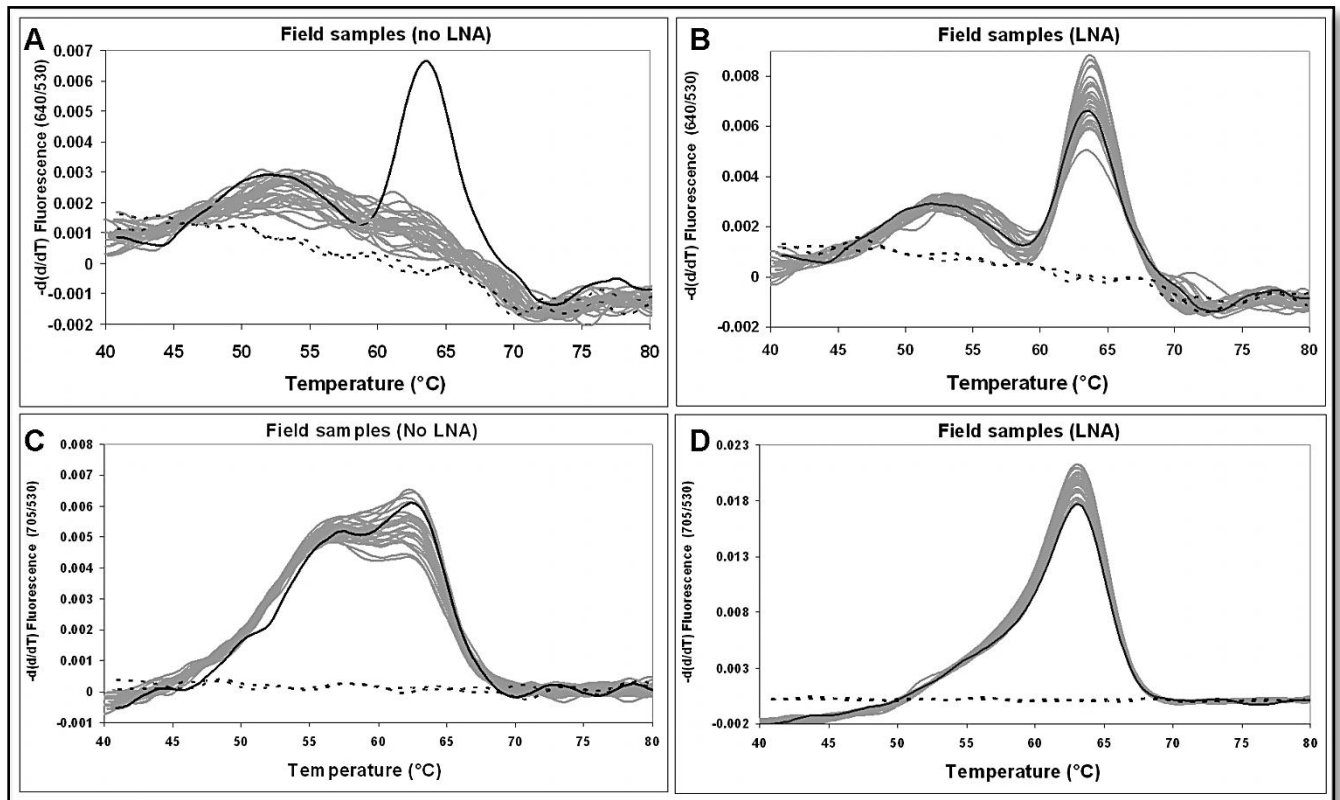 A
Field samples (no LNA)
-d(d/dT) Fluorescence (640/530)
0.007
0.006
0.005
0.004
0.003
0.002
0.001
0
-0.001
-0.002
40 45 50 55 60 65 70 75 80
Temperature (°C)
B
Field samples (LNA)
-d(d/dT) Fluorescence (640/530)
0.008
0.006
0.004
0.002
0
-0.002
40 45 50 55 60 65 70 75 80
Temperature (°C)
C
Field samples (No LNA)
-d(d/dT) Fluorescence (705/530)
0.008
0.007
0.006
0.005
0.004
0.003
0.002
0.001
0
-0.001
40 45 50 55 60 65 70 75 80
Temperature (°C)
D
Field samples (LNA)
-d(d/dT) Fluorescence (705/530)
0.023
0.018
0.013
0.008
0.003
-0.002
40 45 50 55 60 65 70 75 80
Temperature (°C)